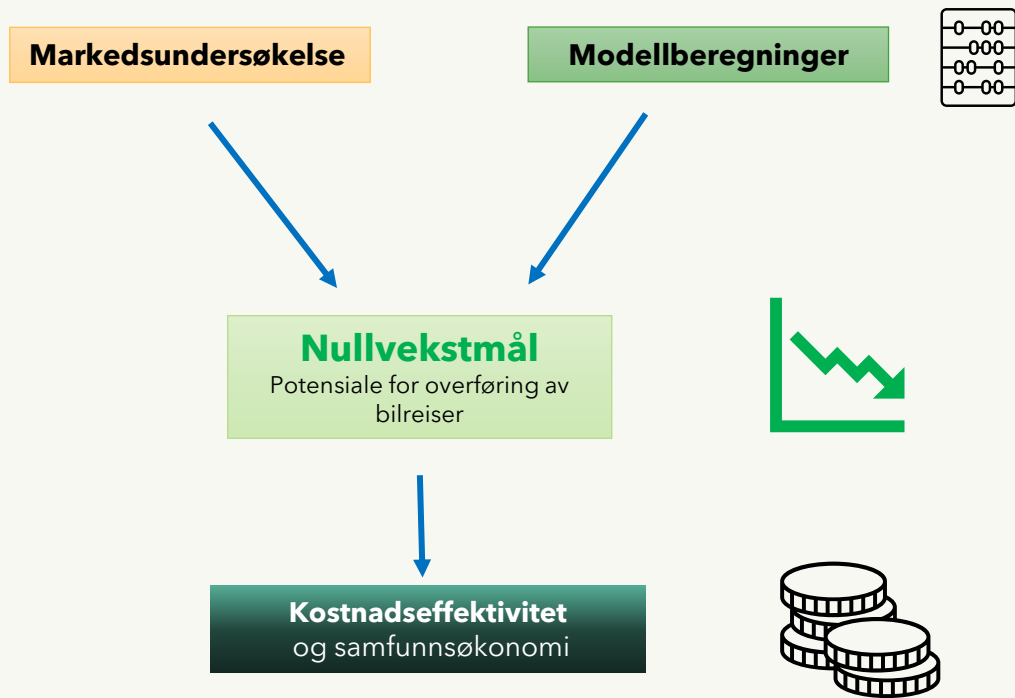 Markedsundersøkelse
Modellberegninger
Nullvekstmål
Potensiale for overføring av
bilreiser
Kostnadseffektivitet
og samfunnsøkonomi